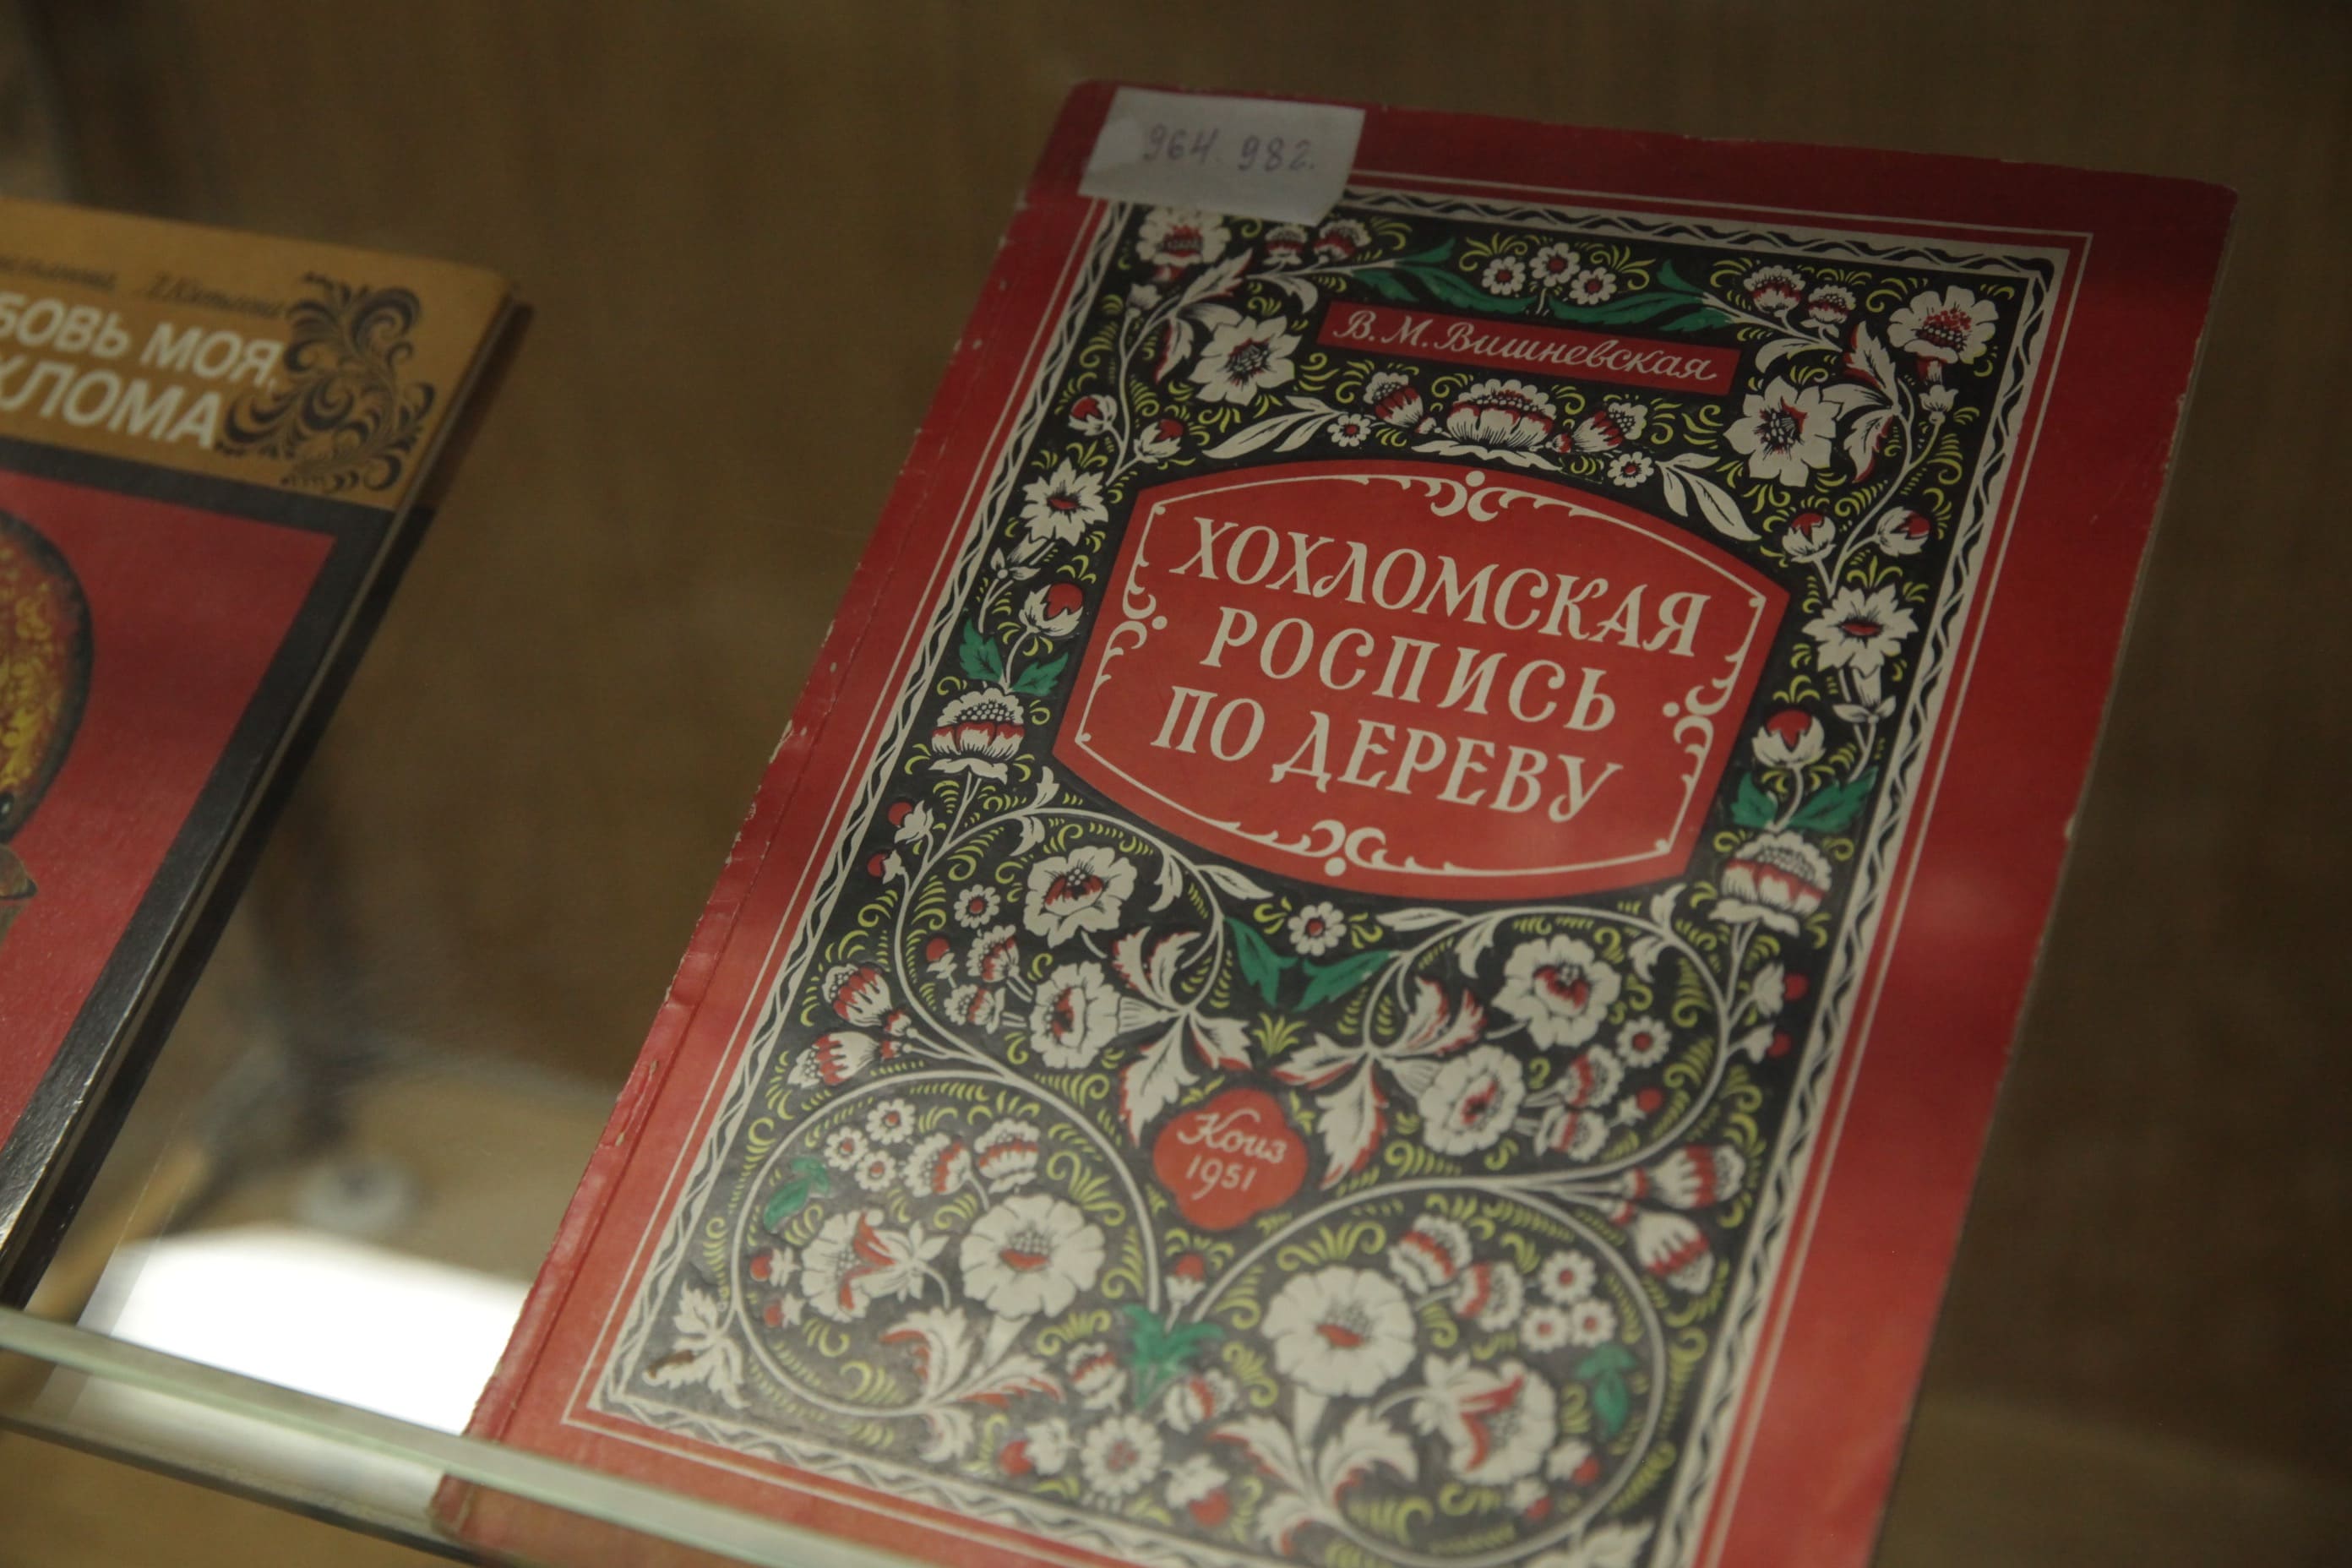 БОВЬ МОЯ,
ХЛОМА
964. 982.
В. М. Вишневская
ХОХЛОМСКАЯ
РОСПИСЬ
ПО ДЕРЕВУ
Коиз
1951